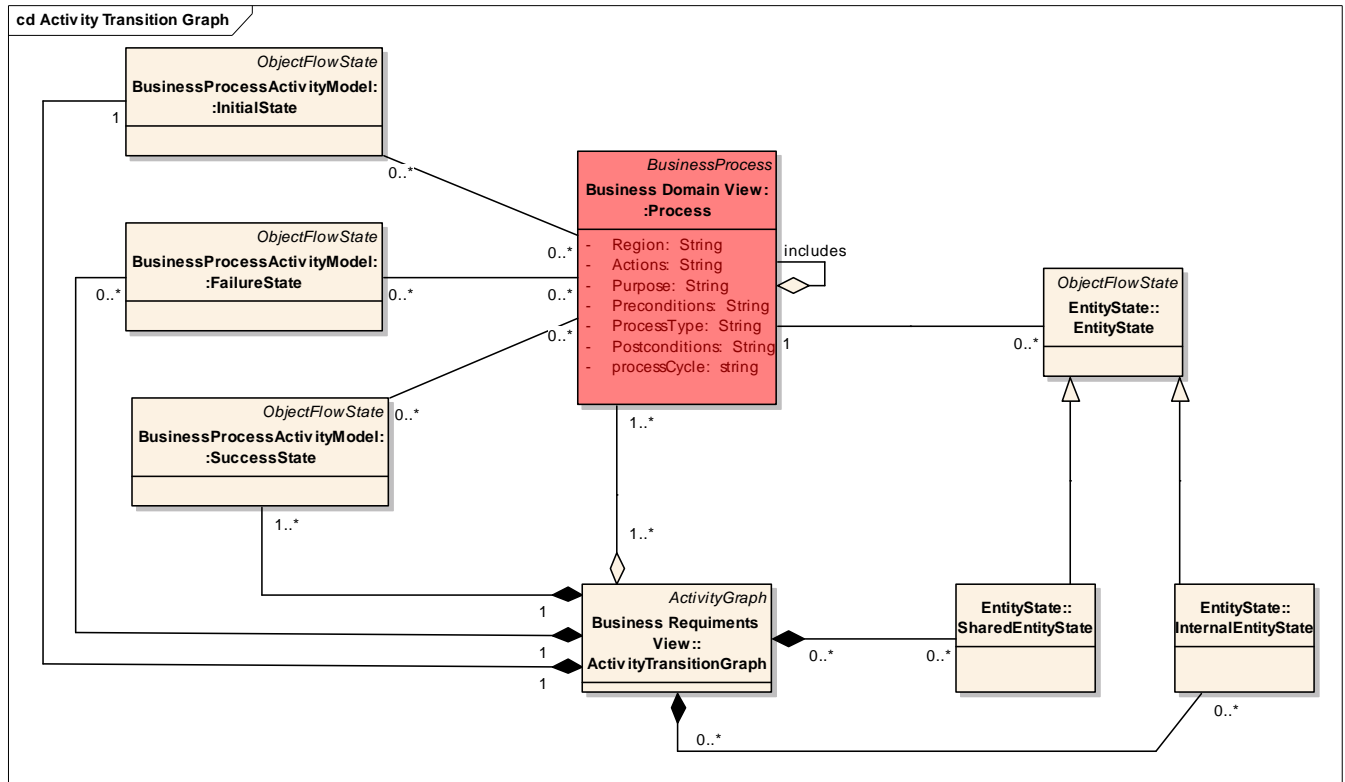 cd Activity Transition Graph
ObjectFlowState
BusinessProcessActivityModel:
:InitialState
1
0..*
ObjectFlowState
BusinessProcessActivityModel:
:FailureState
0..*
0..*
ObjectFlowState
BusinessProcessActivityModel:
:SuccessState
0..*
1..*
BusinessProcess
Business Domain View:
:Process
- Region: String
- Actions: String
- Purpose: String
- Preconditions: String
- ProcessType: String
- Postconditions: String
- processCycle: string
0..*
0..*
0..*
includes
1
0..*
1..*
ObjectFlowState
EntityState::
EntityState
1..*
ActivityGraph
Business Requiments
View::
ActivityTransitionGraph
1
1
1
0..*
0..*
EntityState::
SharedEntityState
EntityState::
InternalEntityState
0..*
0..*